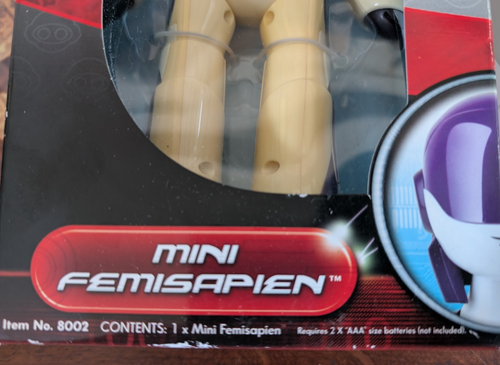 MINI
FEMISAPIEN™
Item No. 8002 CONTENTS: 1 x Mini Femisapien Requires 2 X "AAA" size batteries (not included).